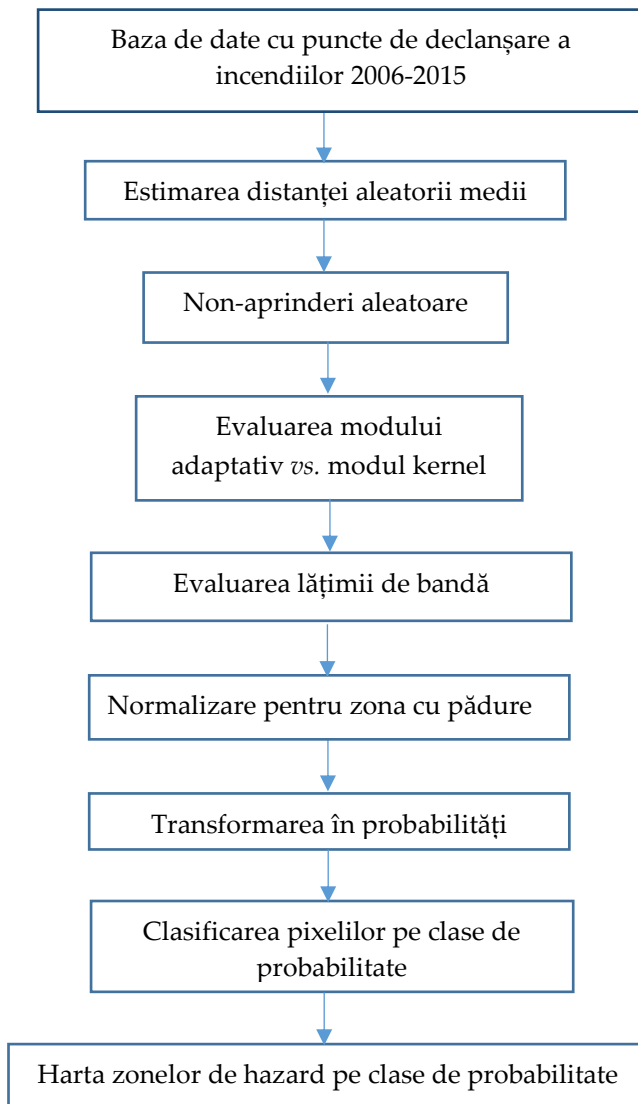 Baza de date cu puncte de declanșare a
incendiilor 2006-2015
Estimarea distanței aleatorii medii
Non-aprinderi aleatoare
Evaluarea modului
adaptativ vs. modul kernel
Evaluarea lățimii de bandă
Normalizare pentru zona cu pădure
Transformarea în probabilități
Clasificarea pixelilor pe clase de
probabilitate
Harta zonelor de hazard pe clase de probabilitate